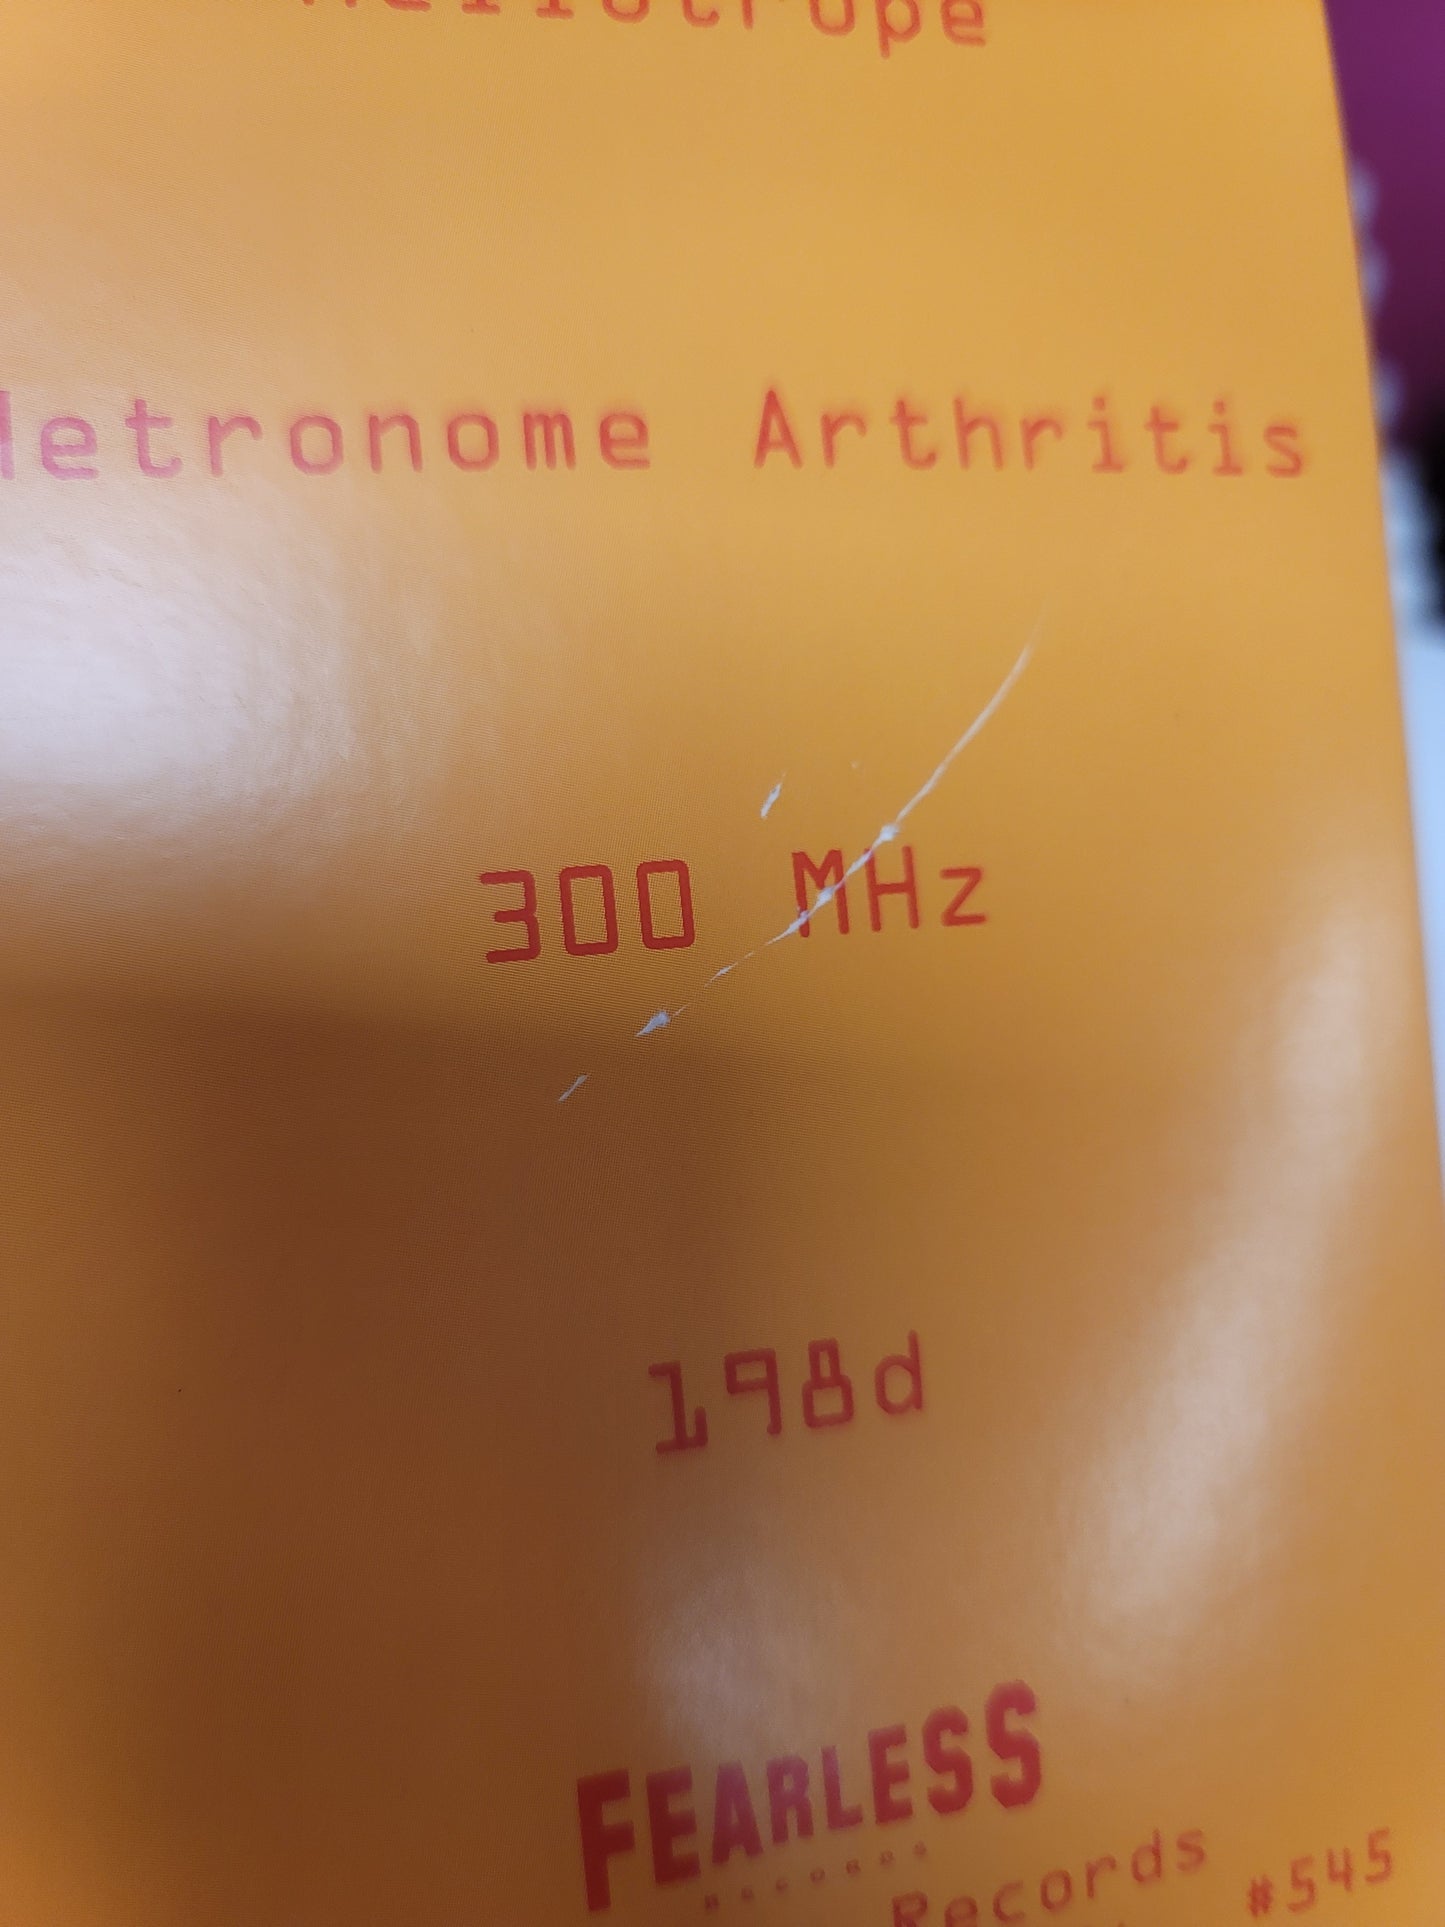 etronome Arthritis
300 MHz
198d
FEARLESS
Records #545